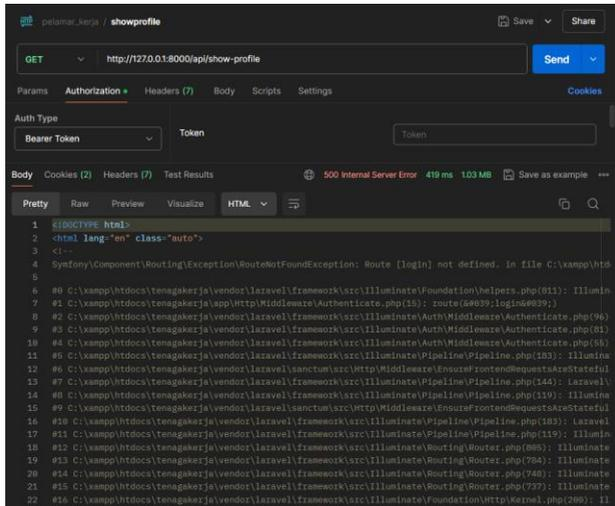 HTTP pelamar_kerja / showprofile Save Share
GET http://127.0.0.1:8000/api/show-profile Send
Params Authorization Headers (7) Body Scripts Settings Cookies
Auth Type
Bearer Token
Token Token
Body Cookies (2) Headers (7) Test Results 500 Internal Server Error 419 ms 1.03 MB Save as example
Pretty Raw Preview Visualize HTML
1 <!DOCTYPE html>
2 <html lang="en" class="auto">
3 <!--
4 Symfony\Component\Routing\Exception\RouteNotFoundException: Route [login] not defined. in file C:\xampp\htd
5
6 #0 C:\xampp\htdocs\tenagakerja\vendor\laravel\framework\src\Illuminate\Foundation\helpers.php(811): Illumin
7 #1 C:\xampp\htdocs\tenagakerja\app\Http\Middleware\Authenticate.php(15): route(&#039;login&#039;)
8 #2 C:\xampp\htdocs\tenagakerja\vendor\laravel\framework\src\Illuminate\Auth\Middleware\Authenticate.php(96)
9 #3 C:\xampp\htdocs\tenagakerja\vendor\laravel\framework\src\Illuminate\Auth\Middleware\Authenticate.php(81)
10 #4 C:\xampp\htdocs\tenagakerja\vendor\laravel\framework\src\Illuminate\Auth\Middleware\Authenticate.php(55)
11 #5 C:\xampp\htdocs\tenagakerja\vendor\laravel\framework\src\Illuminate\Pipeline\Pipeline.php(183): Illumina
12 #6 C:\xampp\htdocs\tenagakerja\vendor\laravel\sanctum\src\Http\Middleware\EnsureFrontendRequestsAreStateful
13 #7 C:\xampp\htdocs\tenagakerja\vendor\laravel\framework\src\Illuminate\Pipeline\Pipeline.php(144): Laravel\
14 #8 C:\xampp\htdocs\tenagakerja\vendor\laravel\framework\src\Illuminate\Pipeline\Pipeline.php(119): Illumina
15 #9 C:\xampp\htdocs\tenagakerja\vendor\laravel\sanctum\src\Http\Middleware\EnsureFrontendRequestsAreStateful
16 #10 C:\xampp\htdocs\tenagakerja\vendor\laravel\framework\src\Illuminate\Pipeline\Pipeline.php(183): Laravel
17 #11 C:\xampp\htdocs\tenagakerja\vendor\laravel\framework\src\Illuminate\Pipeline\Pipeline.php(119): Illumin
18 #12 C:\xampp\htdocs\tenagakerja\vendor\laravel\framework\src\Illuminate\Routing\Router.php(805): Illuminate
19 #13 C:\xampp\htdocs\tenagakerja\vendor\laravel\framework\src\Illuminate\Routing\Router.php(784): Illuminate
20 #14 C:\xampp\htdocs\tenagakerja\vendor\laravel\framework\src\Illuminate\Routing\Router.php(748): Illuminate
21 #15 C:\xampp\htdocs\tenagakerja\vendor\laravel\framework\src\Illuminate\Routing\Router.php(737): Illuminate
22 #16 C:\xampp\htdocs\tenagakerja\vendor\laravel\framework\src\Illuminate\Foundation\Http\Kernel.php(200): Il